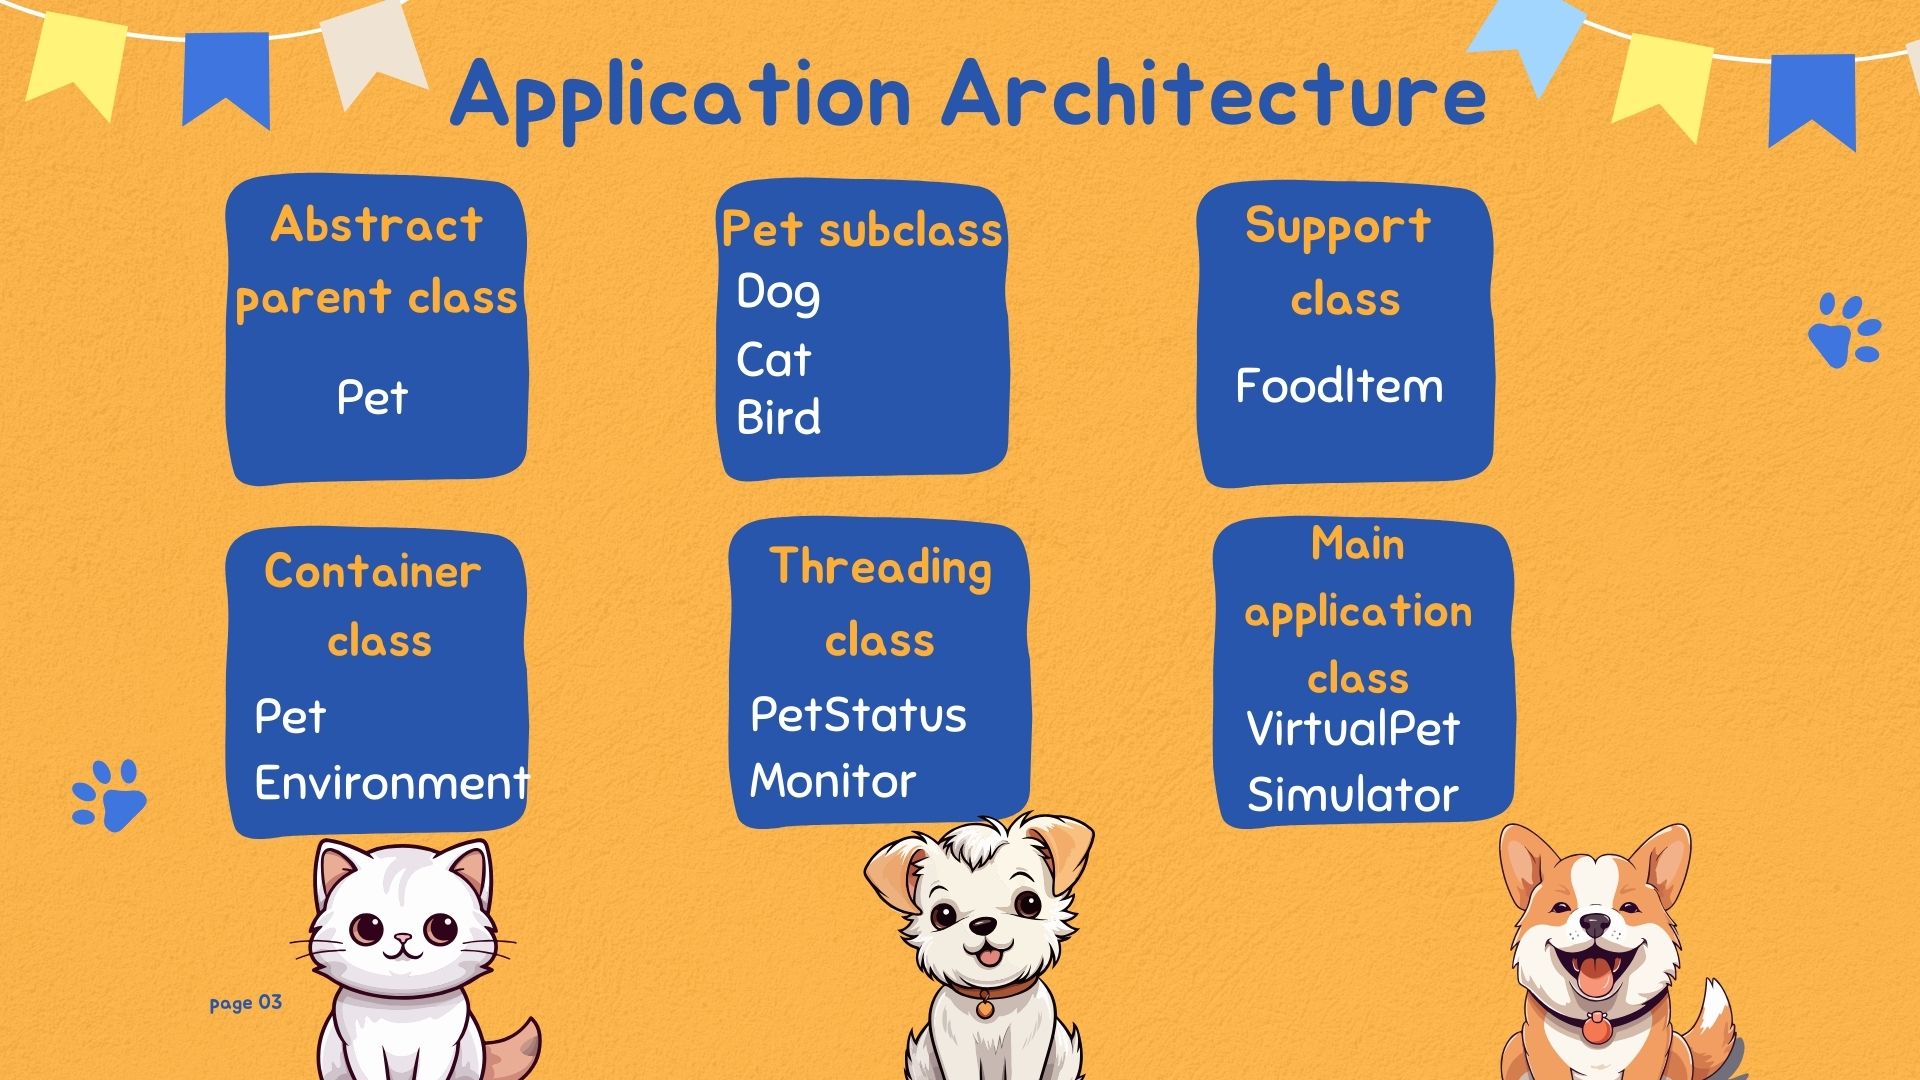 Application Architecture
Abstract
parent class
Pet
Pet subclass
Dog
Cat
Bird
Support
class
FoodItem
Container
class
Pet
Environment
Threading
class
PetStatus
Monitor
Main
application
class
VirtualPet
Simulator
page 03